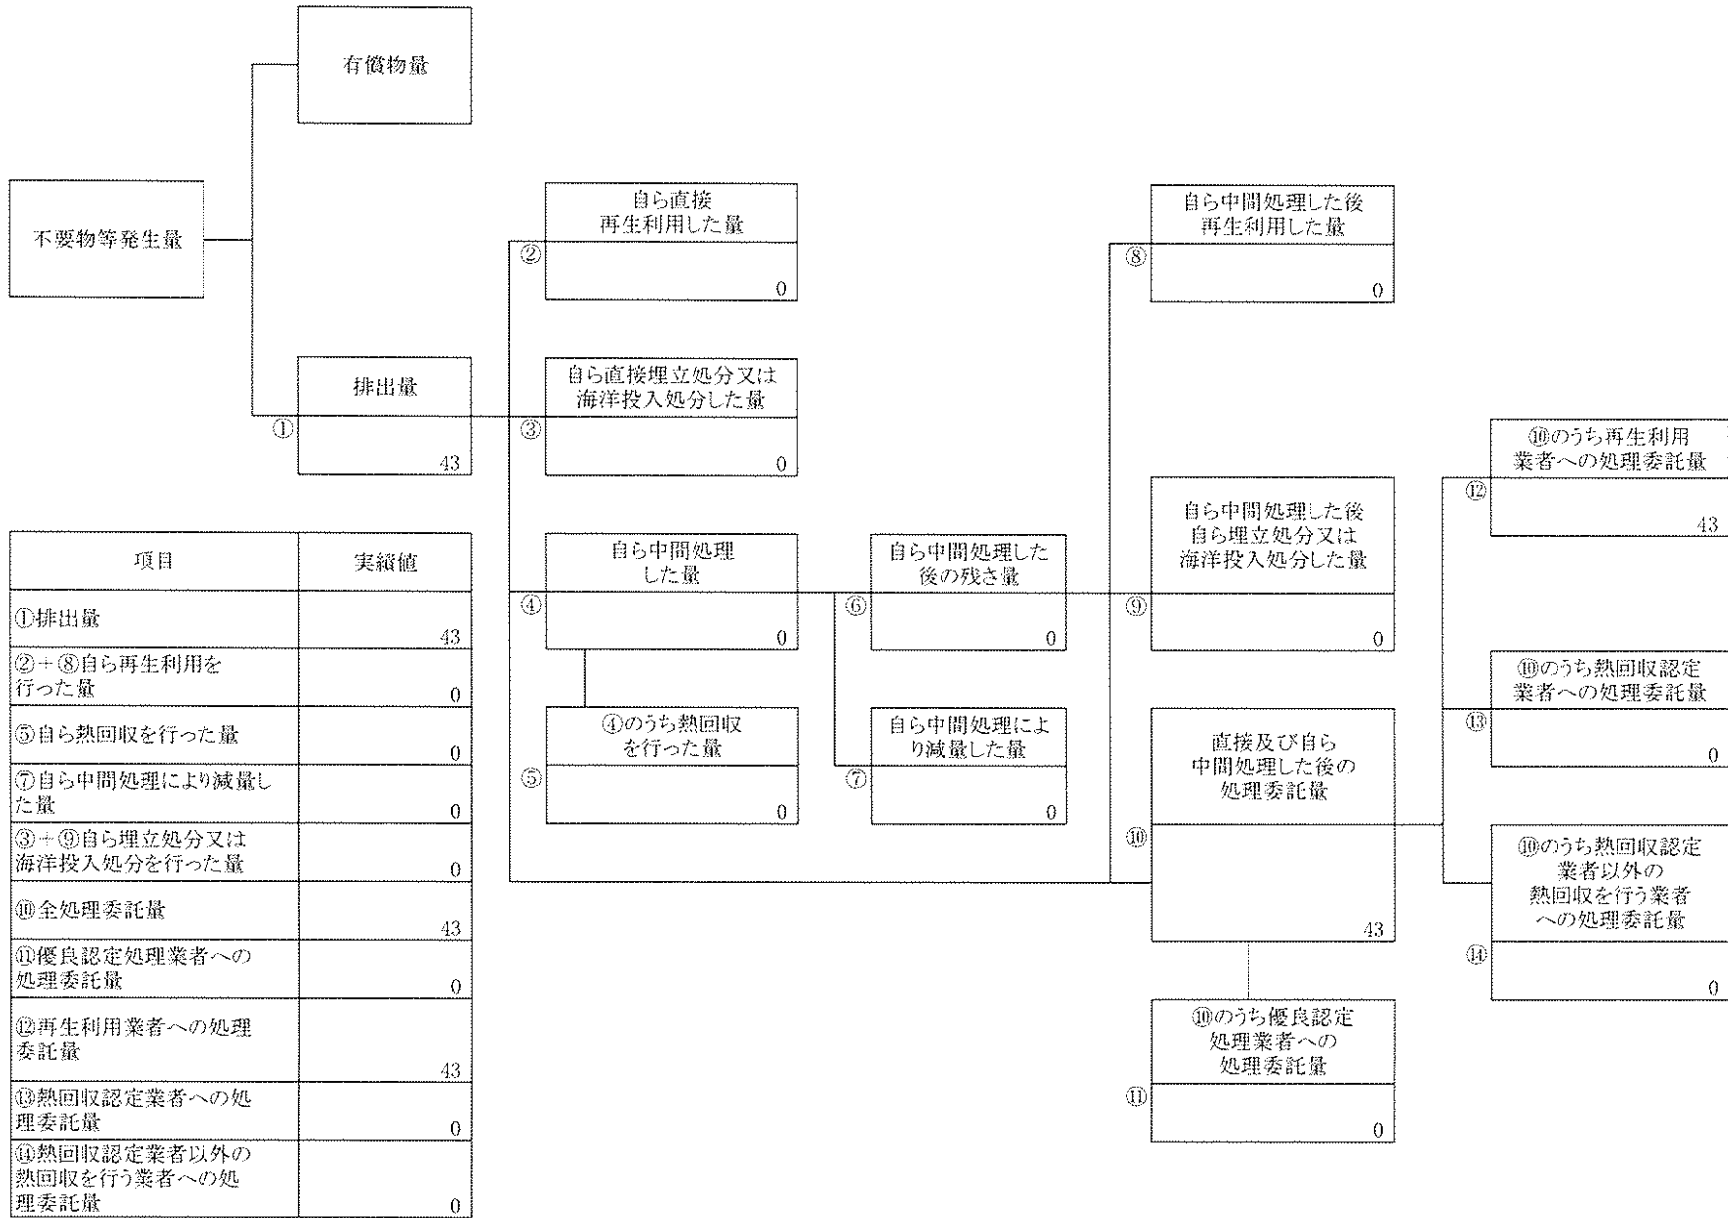 有償物量
不要物等発生量
自ら直接
再生利用した量
②
0
自ら中間処理した後
再生利用した量
⑧
0
排出量
①
43
自ら直接埋立処分又は
海洋投入処分した量
③
0
⑩のうち再生利用
業者への処理委託量
⑫
43
自ら中間処理
した量
④
0
自ら中間処理した
後の残さ量
⑥
0
自ら中間処理した後
自ら埋立処分又は
海洋投入処分した量
⑨
0
⑩のうち熱回収認定
業者への処理委託量
⑬
0
④のうち熱回収
を行った量
⑤
0
自ら中間処理によ
り減量した量
⑦
0
直接及び自ら
中間処理した後の
処理委託量
⑩
43
⑩のうち熱回収認定
業者以外の
熱回収を行う業者
への処理委託量
⑭
0
⑩のうち優良認定
処理業者への
処理委託量
⑪
0
項目 実績値
①排出量
43
②+⑧自ら再生利用を
行った量 0
⑤自ら熱回収を行った量
0
⑦自ら中間処理により減量し
た量 0
③+⑨自ら埋立処分又は
海洋投入処分を行った量 0
⑩全処理委託量
43
⑪優良認定処理業者への
処理委託量 0
⑫再生利用業者への処理
委託量
43
⑬熱回収認定業者への処
理委託量 0
⑭熱回収認定業者以外の
熱回収を行う業者への処
理委託量 0